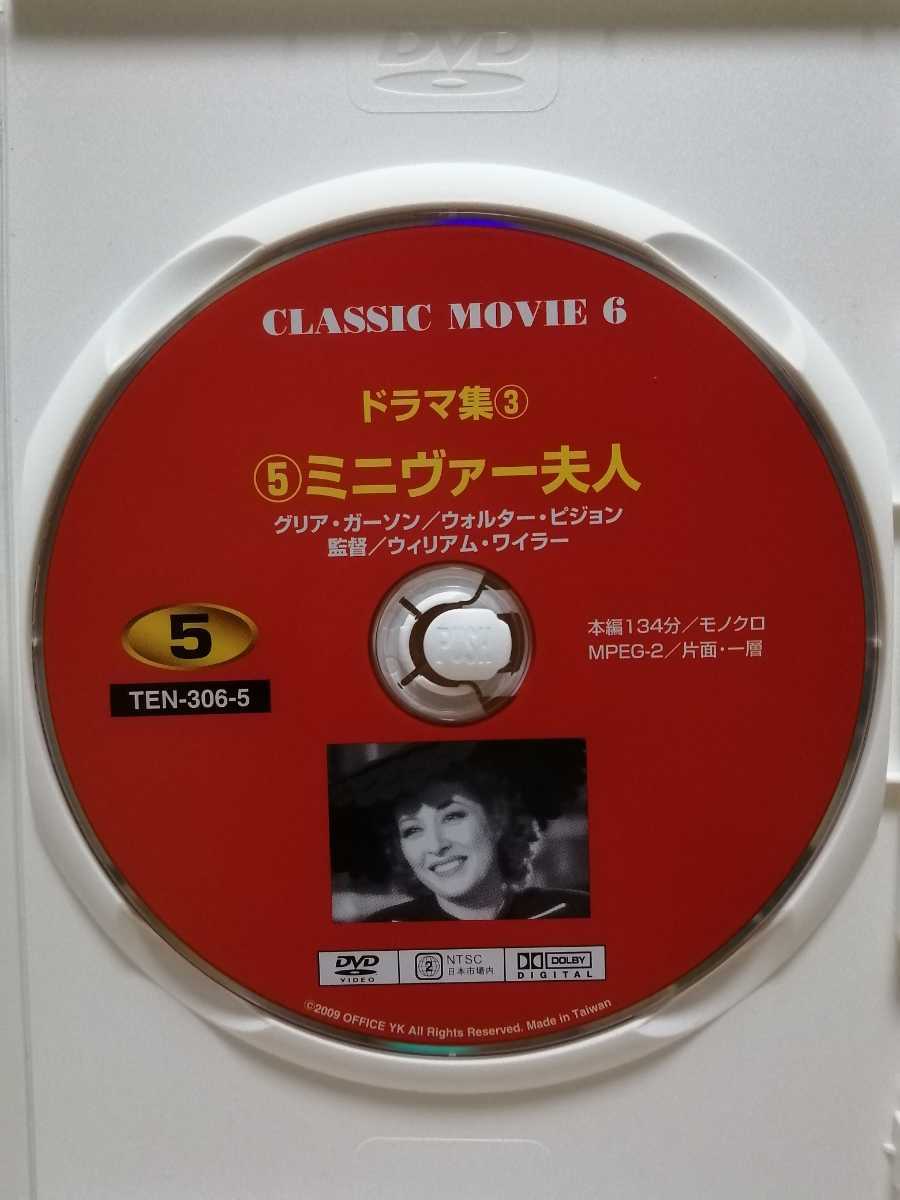 DVD
CLASSIC MOVIE 6
ドラマ集③
⑤ミニヴァー夫人
グリア・ガーソン／ウォルター・ピジョン
監督／ウィリアム・ワイラー
5
TEN-306-5
PUSH
本編134分／モノクロ
MPEG-2／片面・一層
DVD
VIDEO
2
NTSC
日本市場内
DOLBY
DIGITAL
©2009 OFFICE YK All Rights Reserved. Made in Taiwan